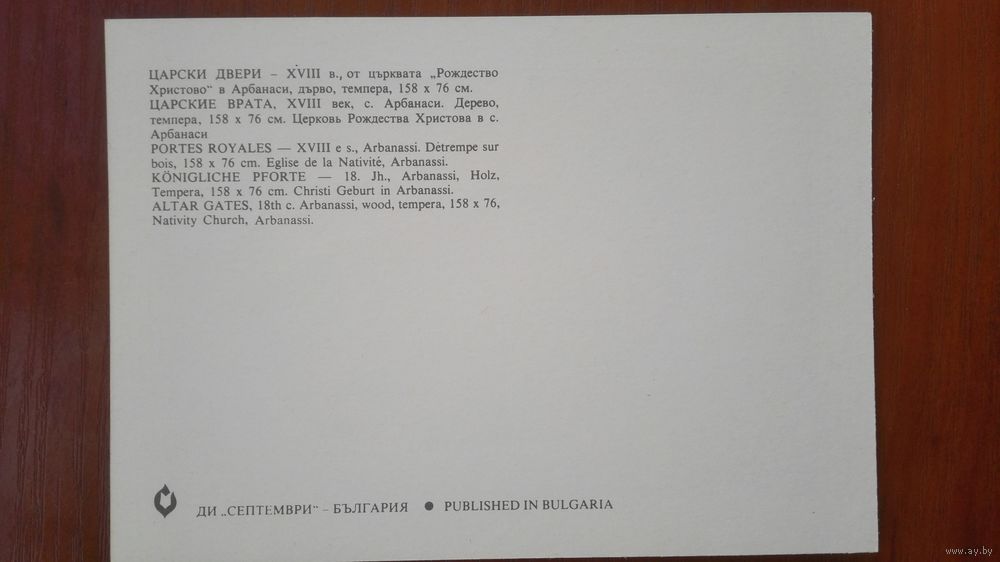 ЦАРСКИ ДВЕРИ – XVIII в., от църквата „Рождество
Христово“ в Арбанаси, дърво, темпера, 158 x 76 см.
ЦАРСКИЕ ВРАТА, XVIII век, с. Арбанаси. Дерево,
темпера, 158 x 76 см. Церковь Рождества Христова в с.
Арбанаси
PORTES ROYALES — XVIII e s., Arbanassi. Détrempe sur
bois, 158 x 76 cm. Eglise de la Nativité, Arbanassi.
KÖNIGLICHE PFORTE — 18. Jh., Arbanassi, Holz,
Tempera, 158 x 76 cm. Christi Geburt in Arbanassi.
ALTAR GATES, 18th c. Arbanassi, wood, tempera, 158 x 76,
Nativity Church, Arbanassi.
ДИ „СЕПТЕМВРИ“ – БЪЛГАРИЯ ● PUBLISHED IN BULGARIA
www.ay.by